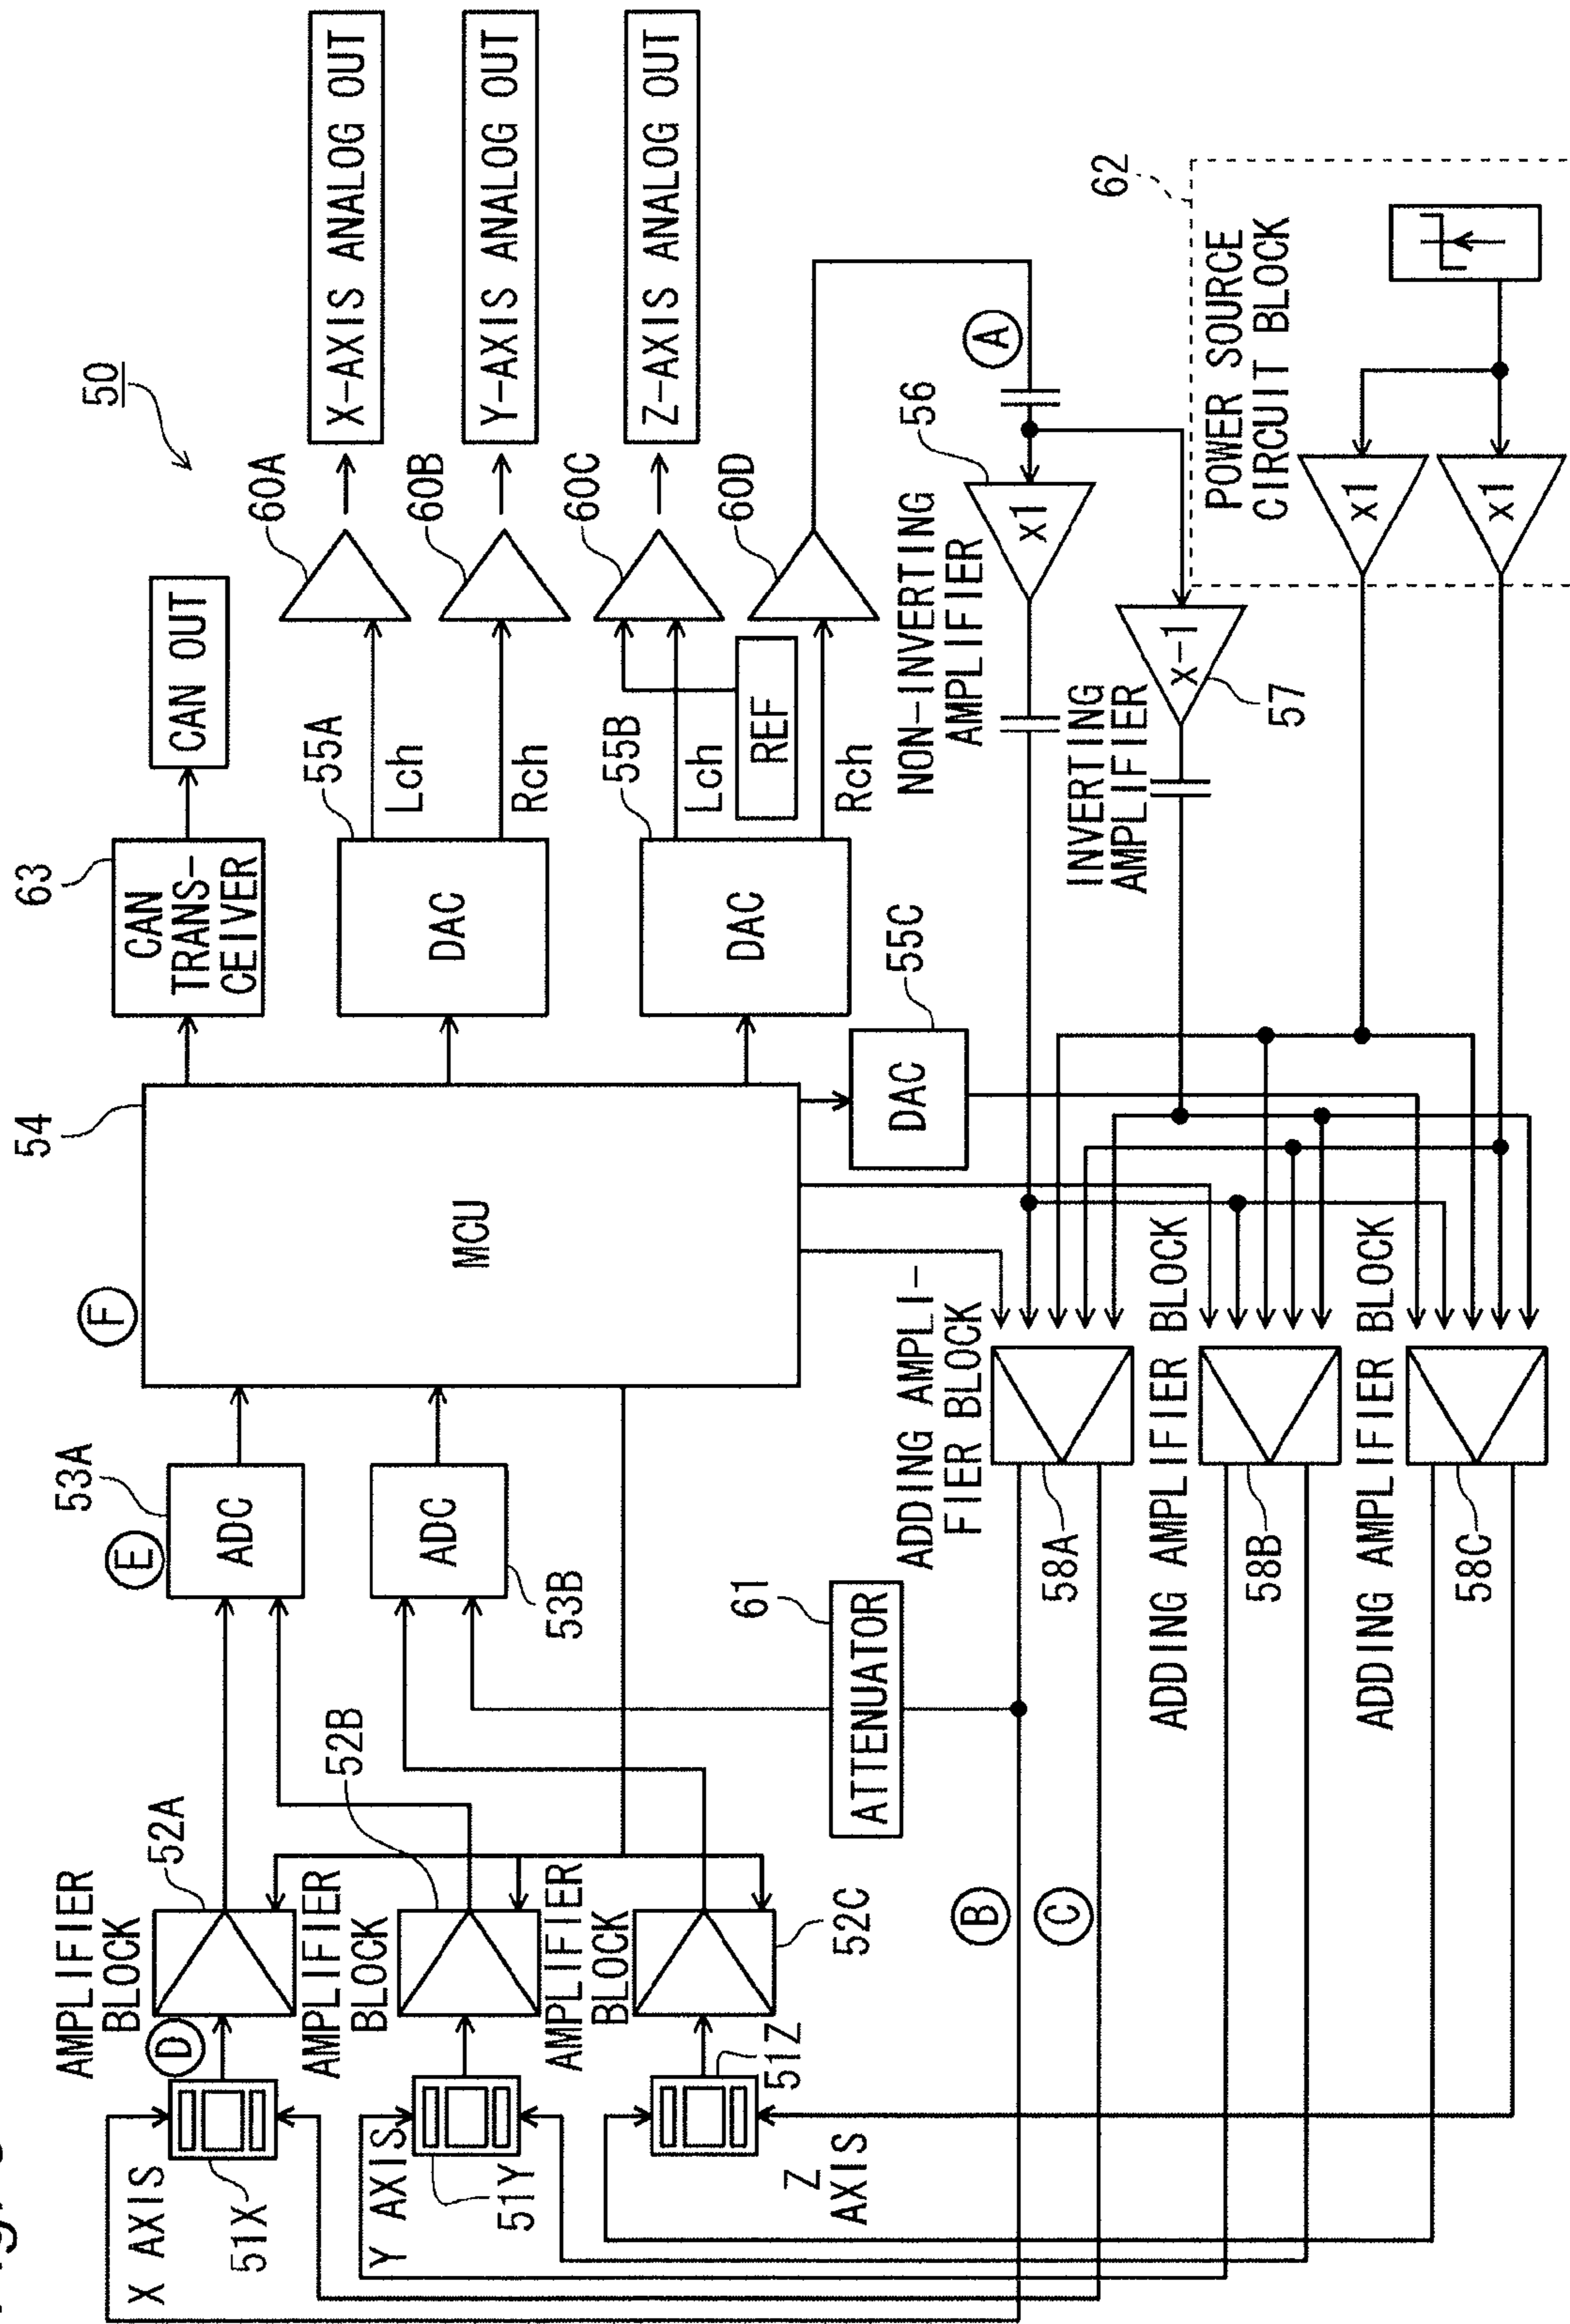 50
X AXIS
51X
Y AXIS
51Y
Z
AXIS
51Z
AMPLIFIER
BLOCK
D
52A
AMPLIFIER
BLOCK
52B
AMPLIFIER
BLOCK
52C
53A
E
ADC
ADC
53B
61
ATTENUATOR
B
C
F
54
MCU
63
CAN
TRANS-
CEIVER
CAN OUT
55A
DAC
Lch
Rch
55B
DAC
Lch
REF
Rch
55C
DAC
60A
X-AXIS ANALOG OUT
60B
Y-AXIS ANALOG OUT
60C
Z-AXIS ANALOG OUT
60D
A
NON-INVERTING
AMPLIFIER
56
x1
INVERTING
AMPLIFIER
x-1
57
62
POWER SOURCE
CIRCUIT BLOCK
x1
x1
ADDING AMPLI-
FIER BLOCK
58A
ADDING AMPLIFIER BLOCK
58B
ADDING AMPLIFIER BLOCK
58C